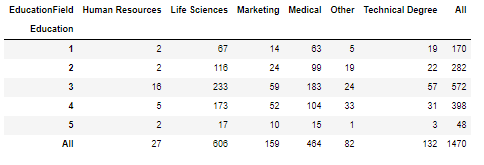 EducationField Human Resources Life Sciences Marketing Medical Other Technical Degree All
Education
1 2 67 14 63 5 19 170
2 2 116 24 99 19 22 282
3 16 233 59 183 24 57 572
4 5 173 52 104 33 31 398
5 2 17 10 15 1 3 48
All 27 606 159 464 82 132 1470